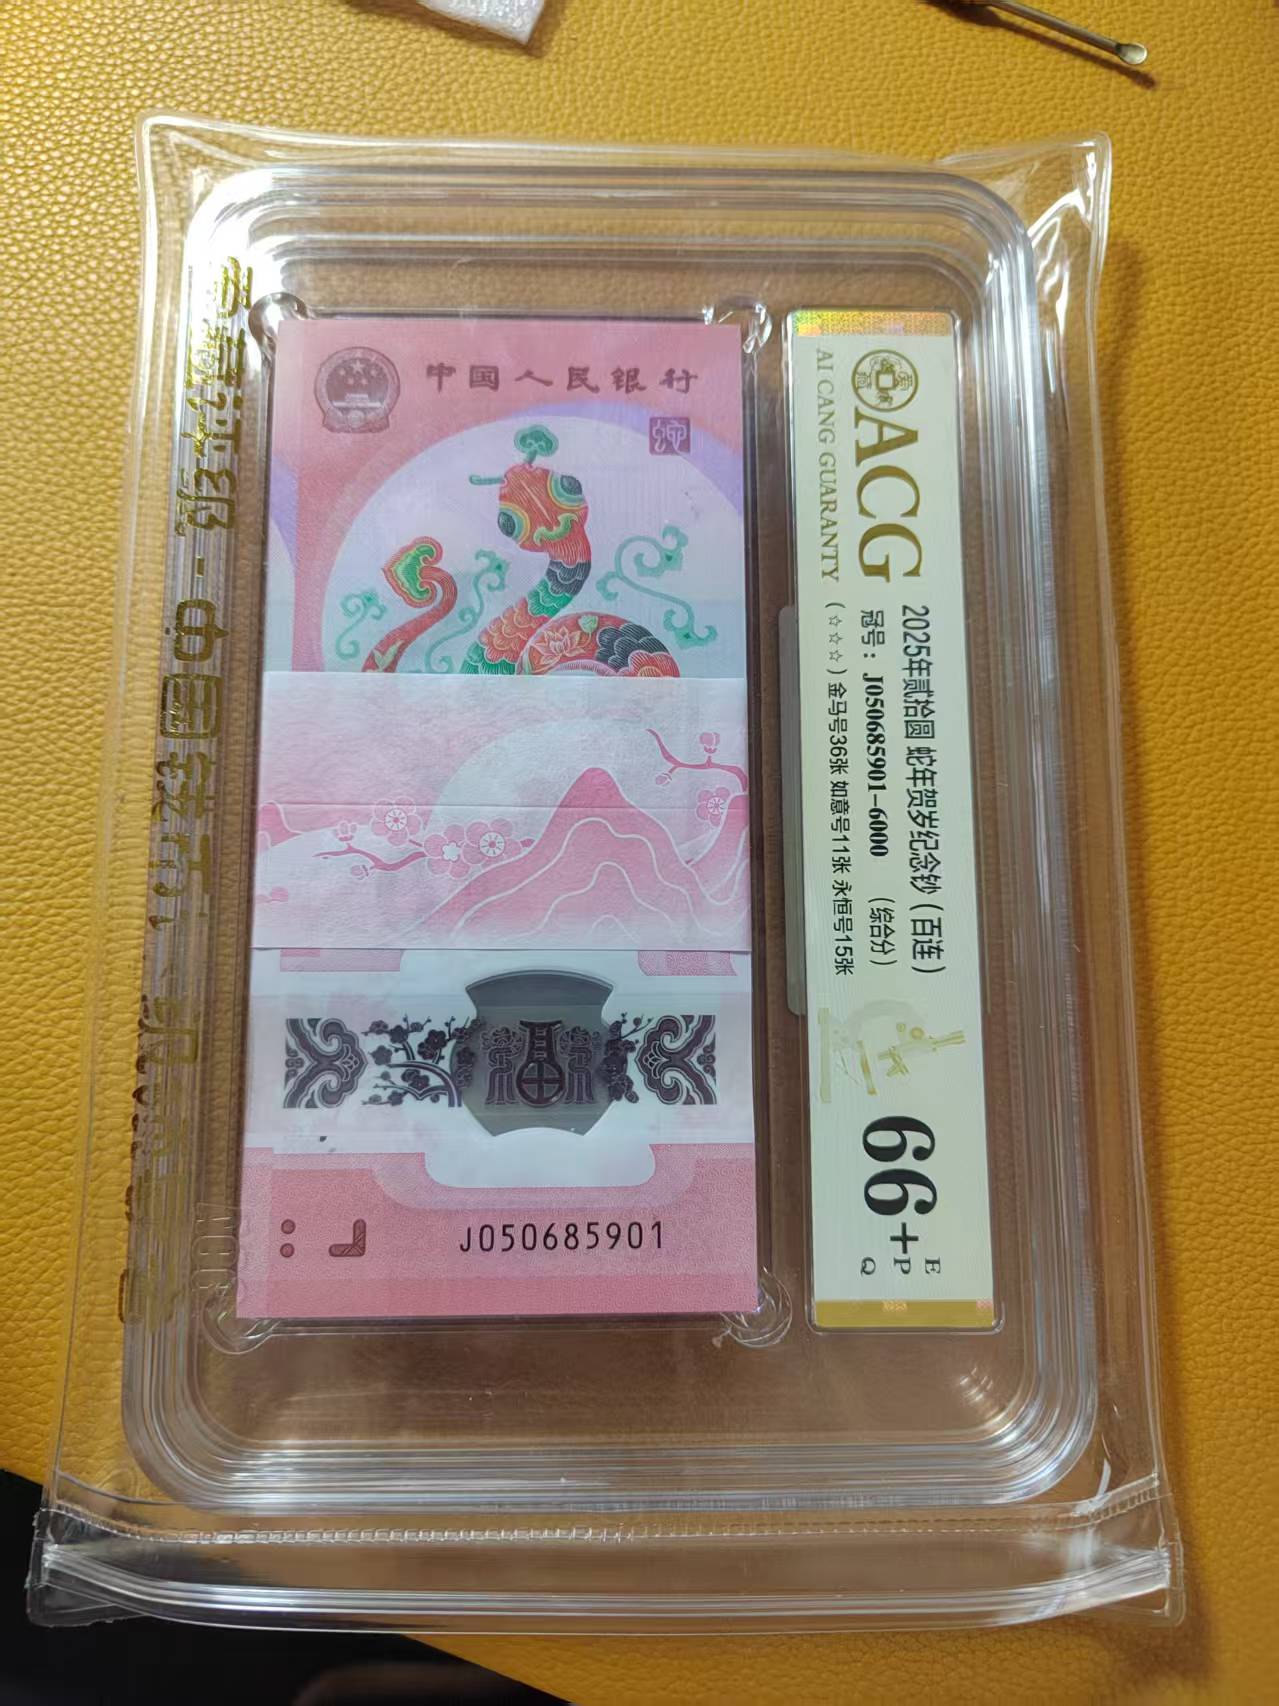 中国人民银行
J050685901
ACG
AI CANG GUARANTY
2025年贰拾圆 蛇年贺岁纪念钞（百连）
冠号：J050685901-6000 （综合分）
（☆☆☆）金马号36张 如意号11张 永恒号15张
66+
E
P
Q